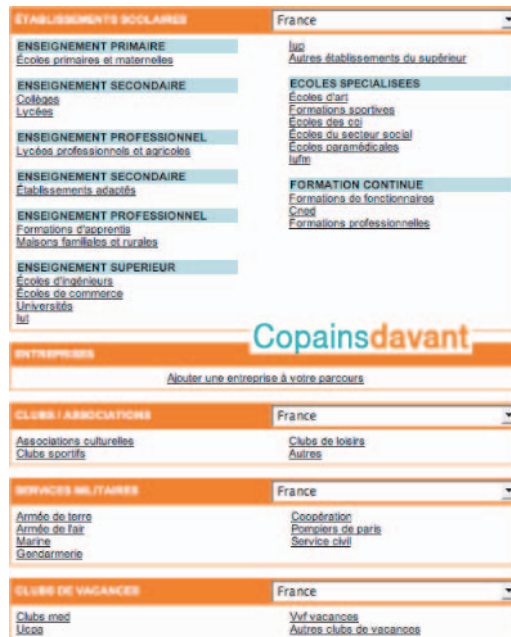 ÉTABLISSEMENTS SCOLAIRES
France
ENSEIGNEMENT PRIMAIRE
Écoles primaires et maternelles
ENSEIGNEMENT SECONDAIRE
Collèges
Lycées
ENSEIGNEMENT PROFESSIONNEL
Lycées professionnels et agricoles
ENSEIGNEMENT SECONDAIRE
Établissements adaptés
ENSEIGNEMENT PROFESSIONNEL
Formations d'apprentis
Maisons familiales et rurales
ENSEIGNEMENT SUPERIEUR
Écoles d'ingénieurs
Écoles de commerce
Universités
Iut
Iup
Autres établissements du supérieur
ECOLES SPECIALISEES
Écoles d'art
Formations sportives
Écoles des cci
Écoles du secteur social
Écoles paramédicales
Iufm
FORMATION CONTINUE
Formations de fonctionnaires
Cned
Formations professionnelles
Copainsdavant
ENTREPRISES
Ajouter une entreprise à votre parcours
CLUBS / ASSOCIATIONS
France
Associations culturelles
Clubs sportifs
Clubs de loisirs
Autres
SERVICES MILITAIRES
France
Armée de terre
Armée de l'air
Marine
Gendarmerie
Coopération
Pompiers de paris
Service civil
CLUBS DE VACANCES
France
Clubs med
Ucpa
Vvf vacances
Autres clubs de vacances